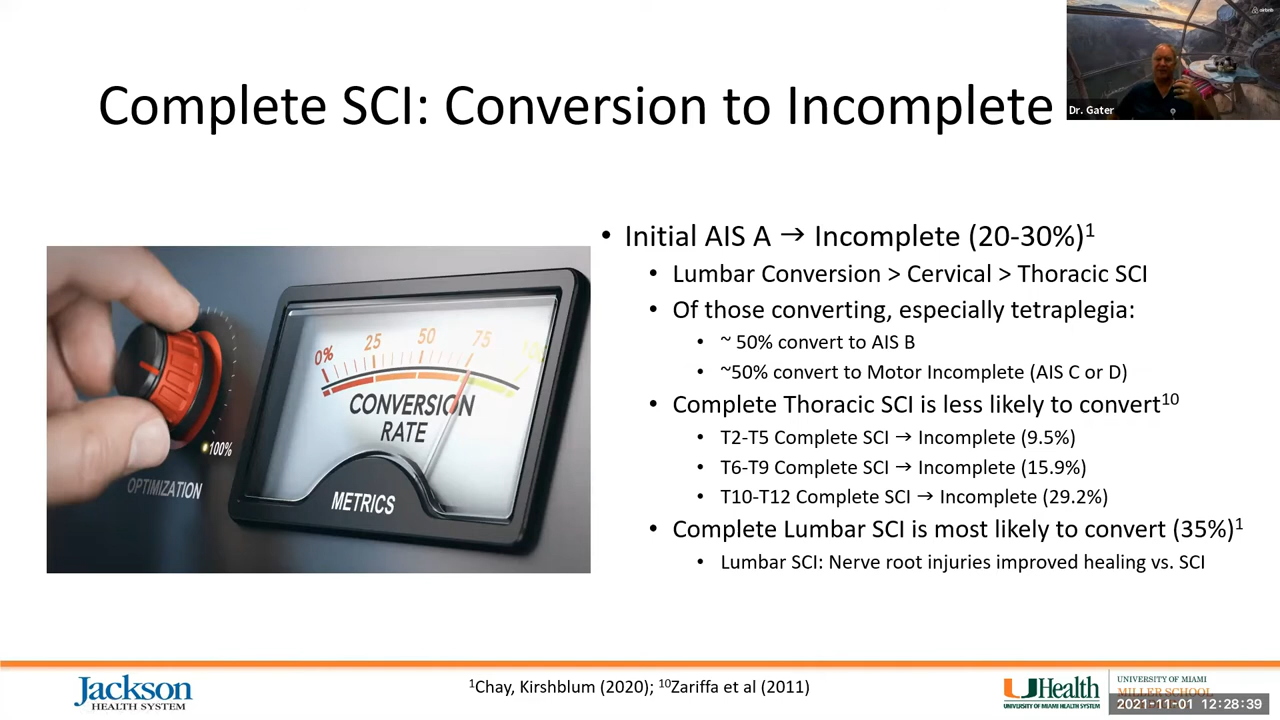 airbnb
Dr. Gater
Complete SCI: Conversion to Incomplete
• Initial AIS A → Incomplete (20-30%)¹
• Lumbar Conversion > Cervical > Thoracic SCI
• Of those converting, especially tetraplegia:
• ~ 50% convert to AIS B
• ~50% convert to Motor Incomplete (AIS C or D)
• Complete Thoracic SCI is less likely to convert¹⁰
• T2-T5 Complete SCI → Incomplete (9.5%)
• T6-T9 Complete SCI → Incomplete (15.9%)
• T10-T12 Complete SCI → Incomplete (29.2%)
• Complete Lumbar SCI is most likely to convert (35%)¹
• Lumbar SCI: Nerve root injuries improved healing vs. SCI
0% 25 50 75
CONVERSION
RATE
METRICS
100%
OPTIMIZATION
Jackson
HEALTH SYSTEM
¹Chay, Kirshblum (2020); ¹⁰Zariffa et al (2011)
UHealth
UNIVERSITY OF MIAMI HEALTH SYSTEM
UNIVERSITY OF MIAMI
MILLER SCHOOL
2021-11-01 12:28:39